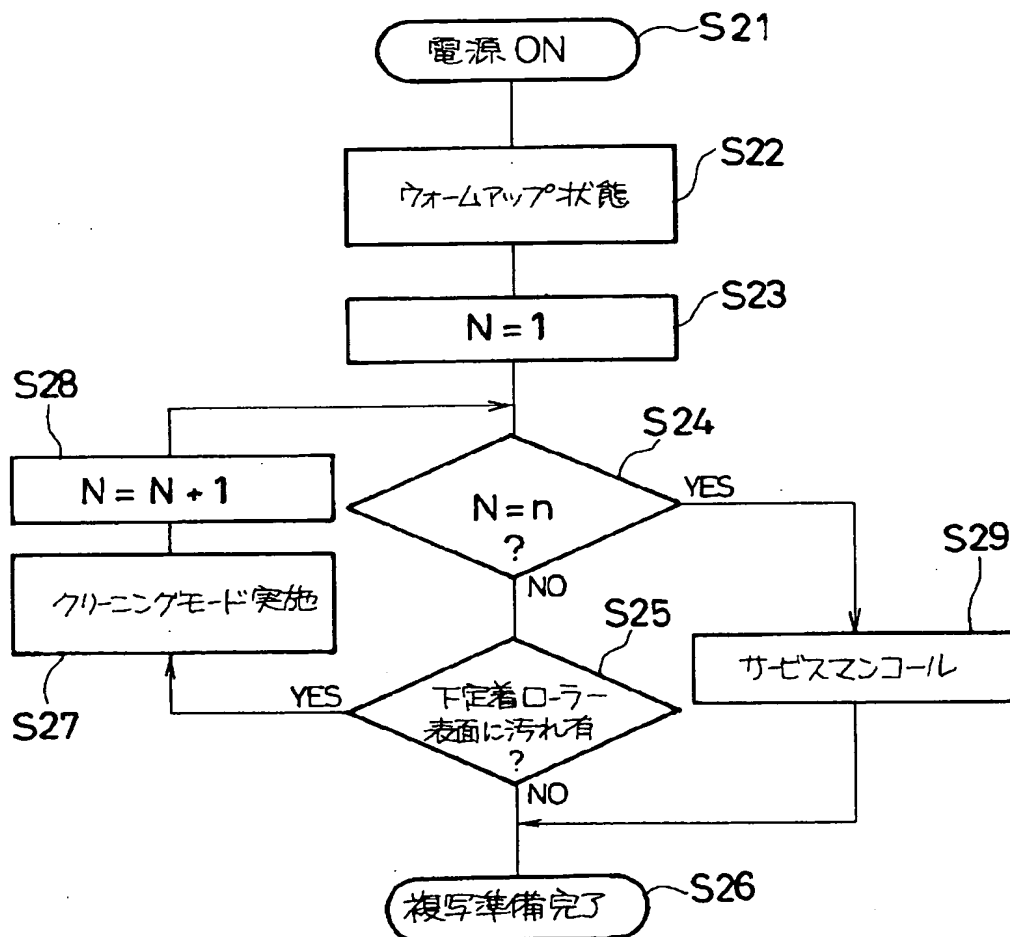 電源ON
S21
ウォームアップ状態
S22
N=1
S23
S28
N=N+1
N=n
?
S24
YES
NO
クリーニングモード実施
S27
下定着ローラー
表面に汚れ有
?
S25
YES
NO
S29
サービスマンコール
複写準備完了
S26